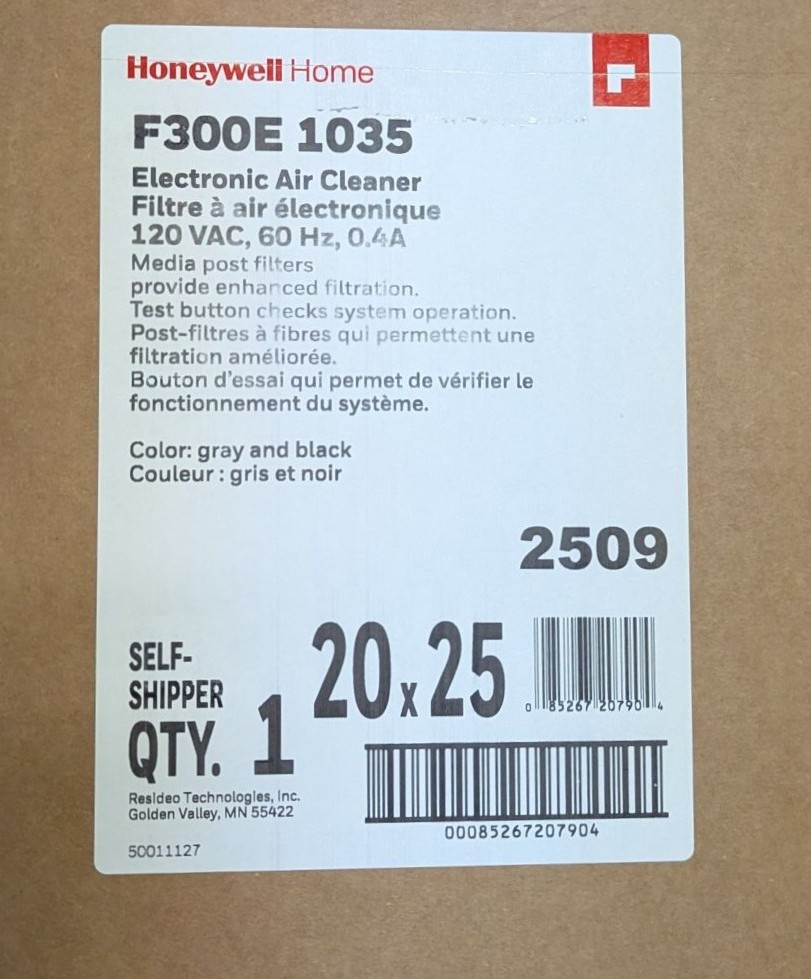 Honeywell Home
F300E 1035
Electronic Air Cleaner
Filtre à air électronique
120 VAC, 60 Hz, 0.4A
Media post filters
provide enhanced filtration.
Test button checks system operation.
Post-filtres à fibres qui permettent une
filtration améliorée.
Bouton d'essai qui permet de vérifier le
fonctionnement du système.
Color: gray and black
Couleur : gris et noir
2509
SELF-
SHIPPER
QTY. 1
20 x 25
0 85267 20790 4
Resideo Technologies, Inc.
Golden Valley, MN 55422
00085267207904
50011127